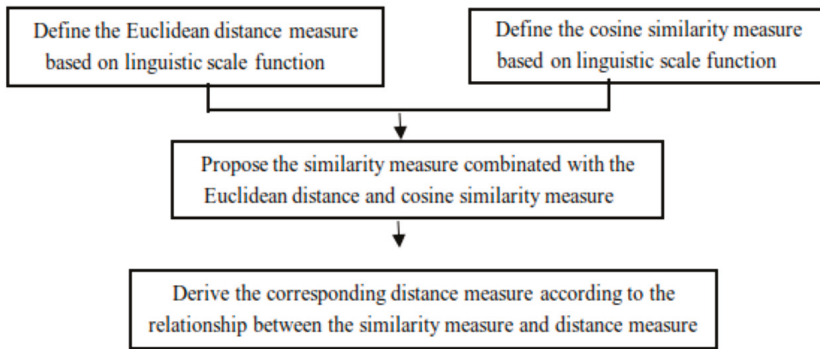 Define the Euclidean distance measure
based on linguistic scale function
Define the cosine similarity measure
based on linguistic scale function
Propose the similarity measure combinated with the
Euclidean distance and cosine similarity measure
Derive the corresponding distance measure according to the
relationship between the similarity measure and distance measure